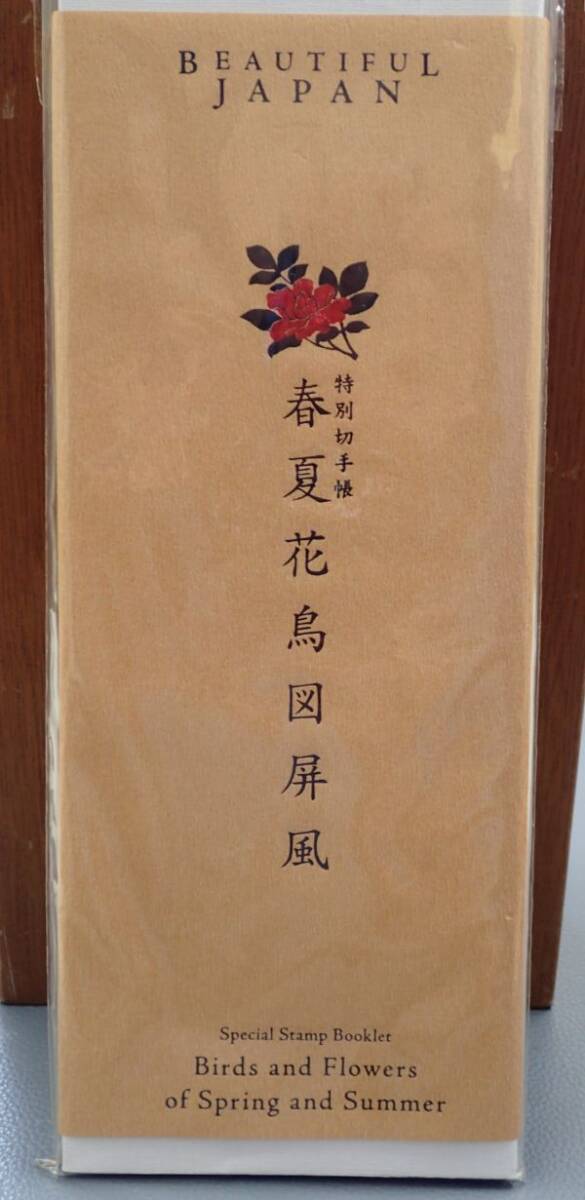 BEAUTIFUL
JAPAN
特別切手帳
春夏花鳥図屏風
Special Stamp Booklet
Birds and Flowers
of Spring and Summer